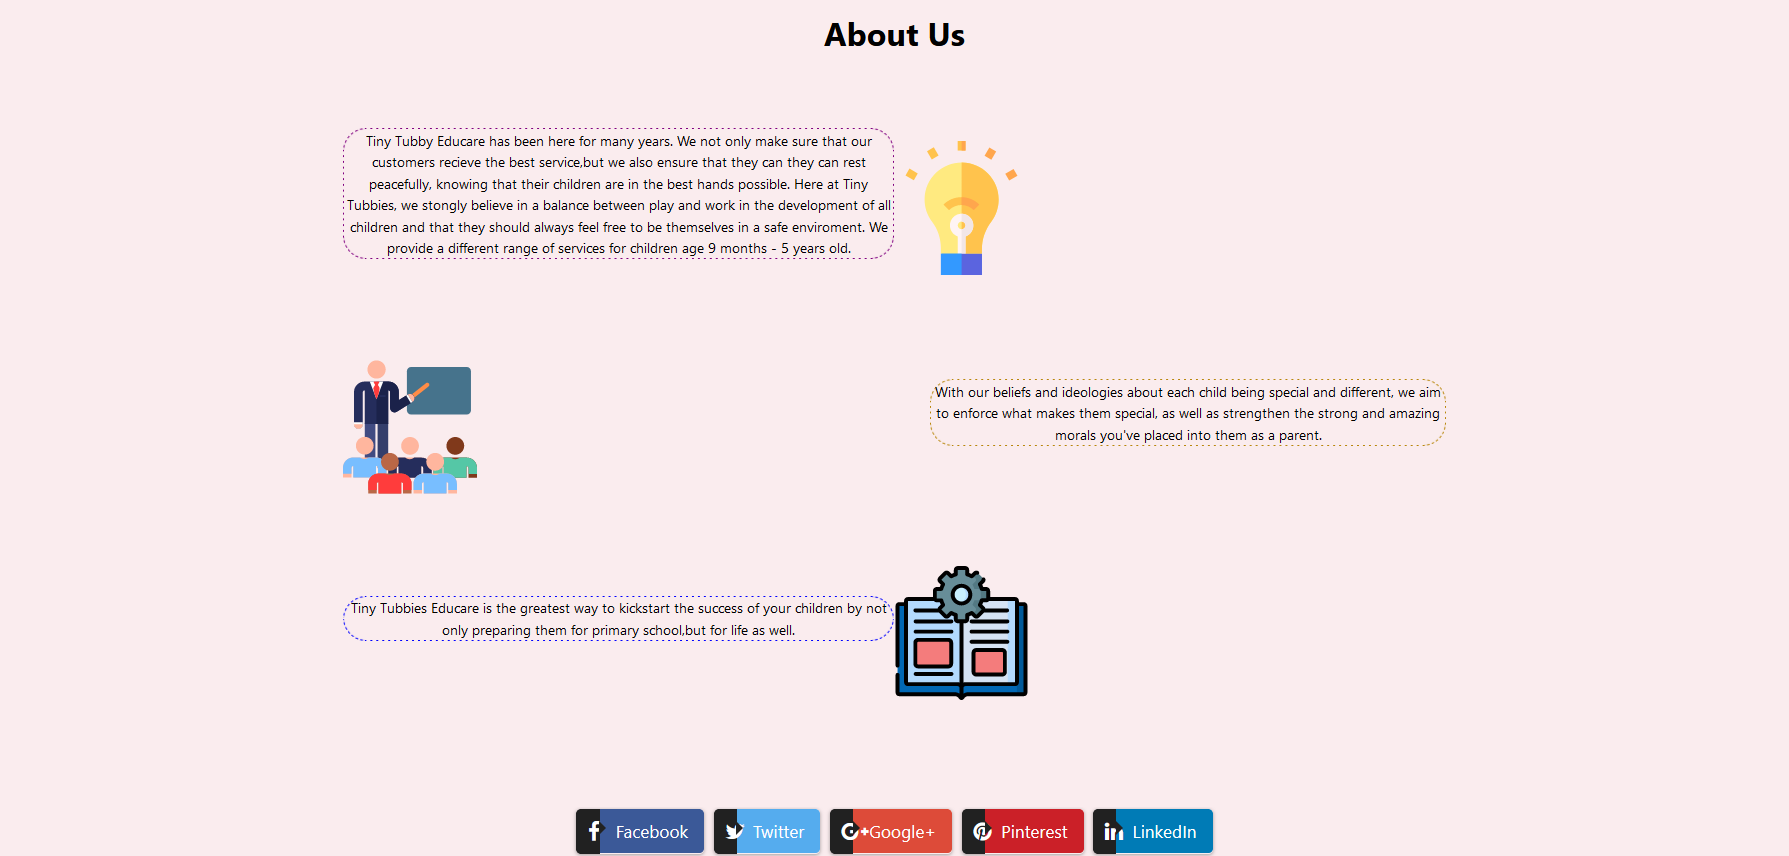 About Us
Tiny Tubby Educare has been here for many years. We not only make sure that our
customers recieve the best service,but we also ensure that they can they can rest
peacefully, knowing that their children are in the best hands possible. Here at Tiny
Tubbies, we stongly believe in a balance between play and work in the development of all
children and that they should always feel free to be themselves in a safe enviroment. We
provide a different range of services for children age 9 months - 5 years old.
With our beliefs and ideologies about each child being special and different, we aim
to enforce what makes them special, as well as strengthen the strong and amazing
morals you've placed into them as a parent.
Tiny Tubbies Educare is the greatest way to kickstart the success of your children by not
only preparing them for primary school,but for life as well.
Facebook Twitter Google+ Pinterest LinkedIn